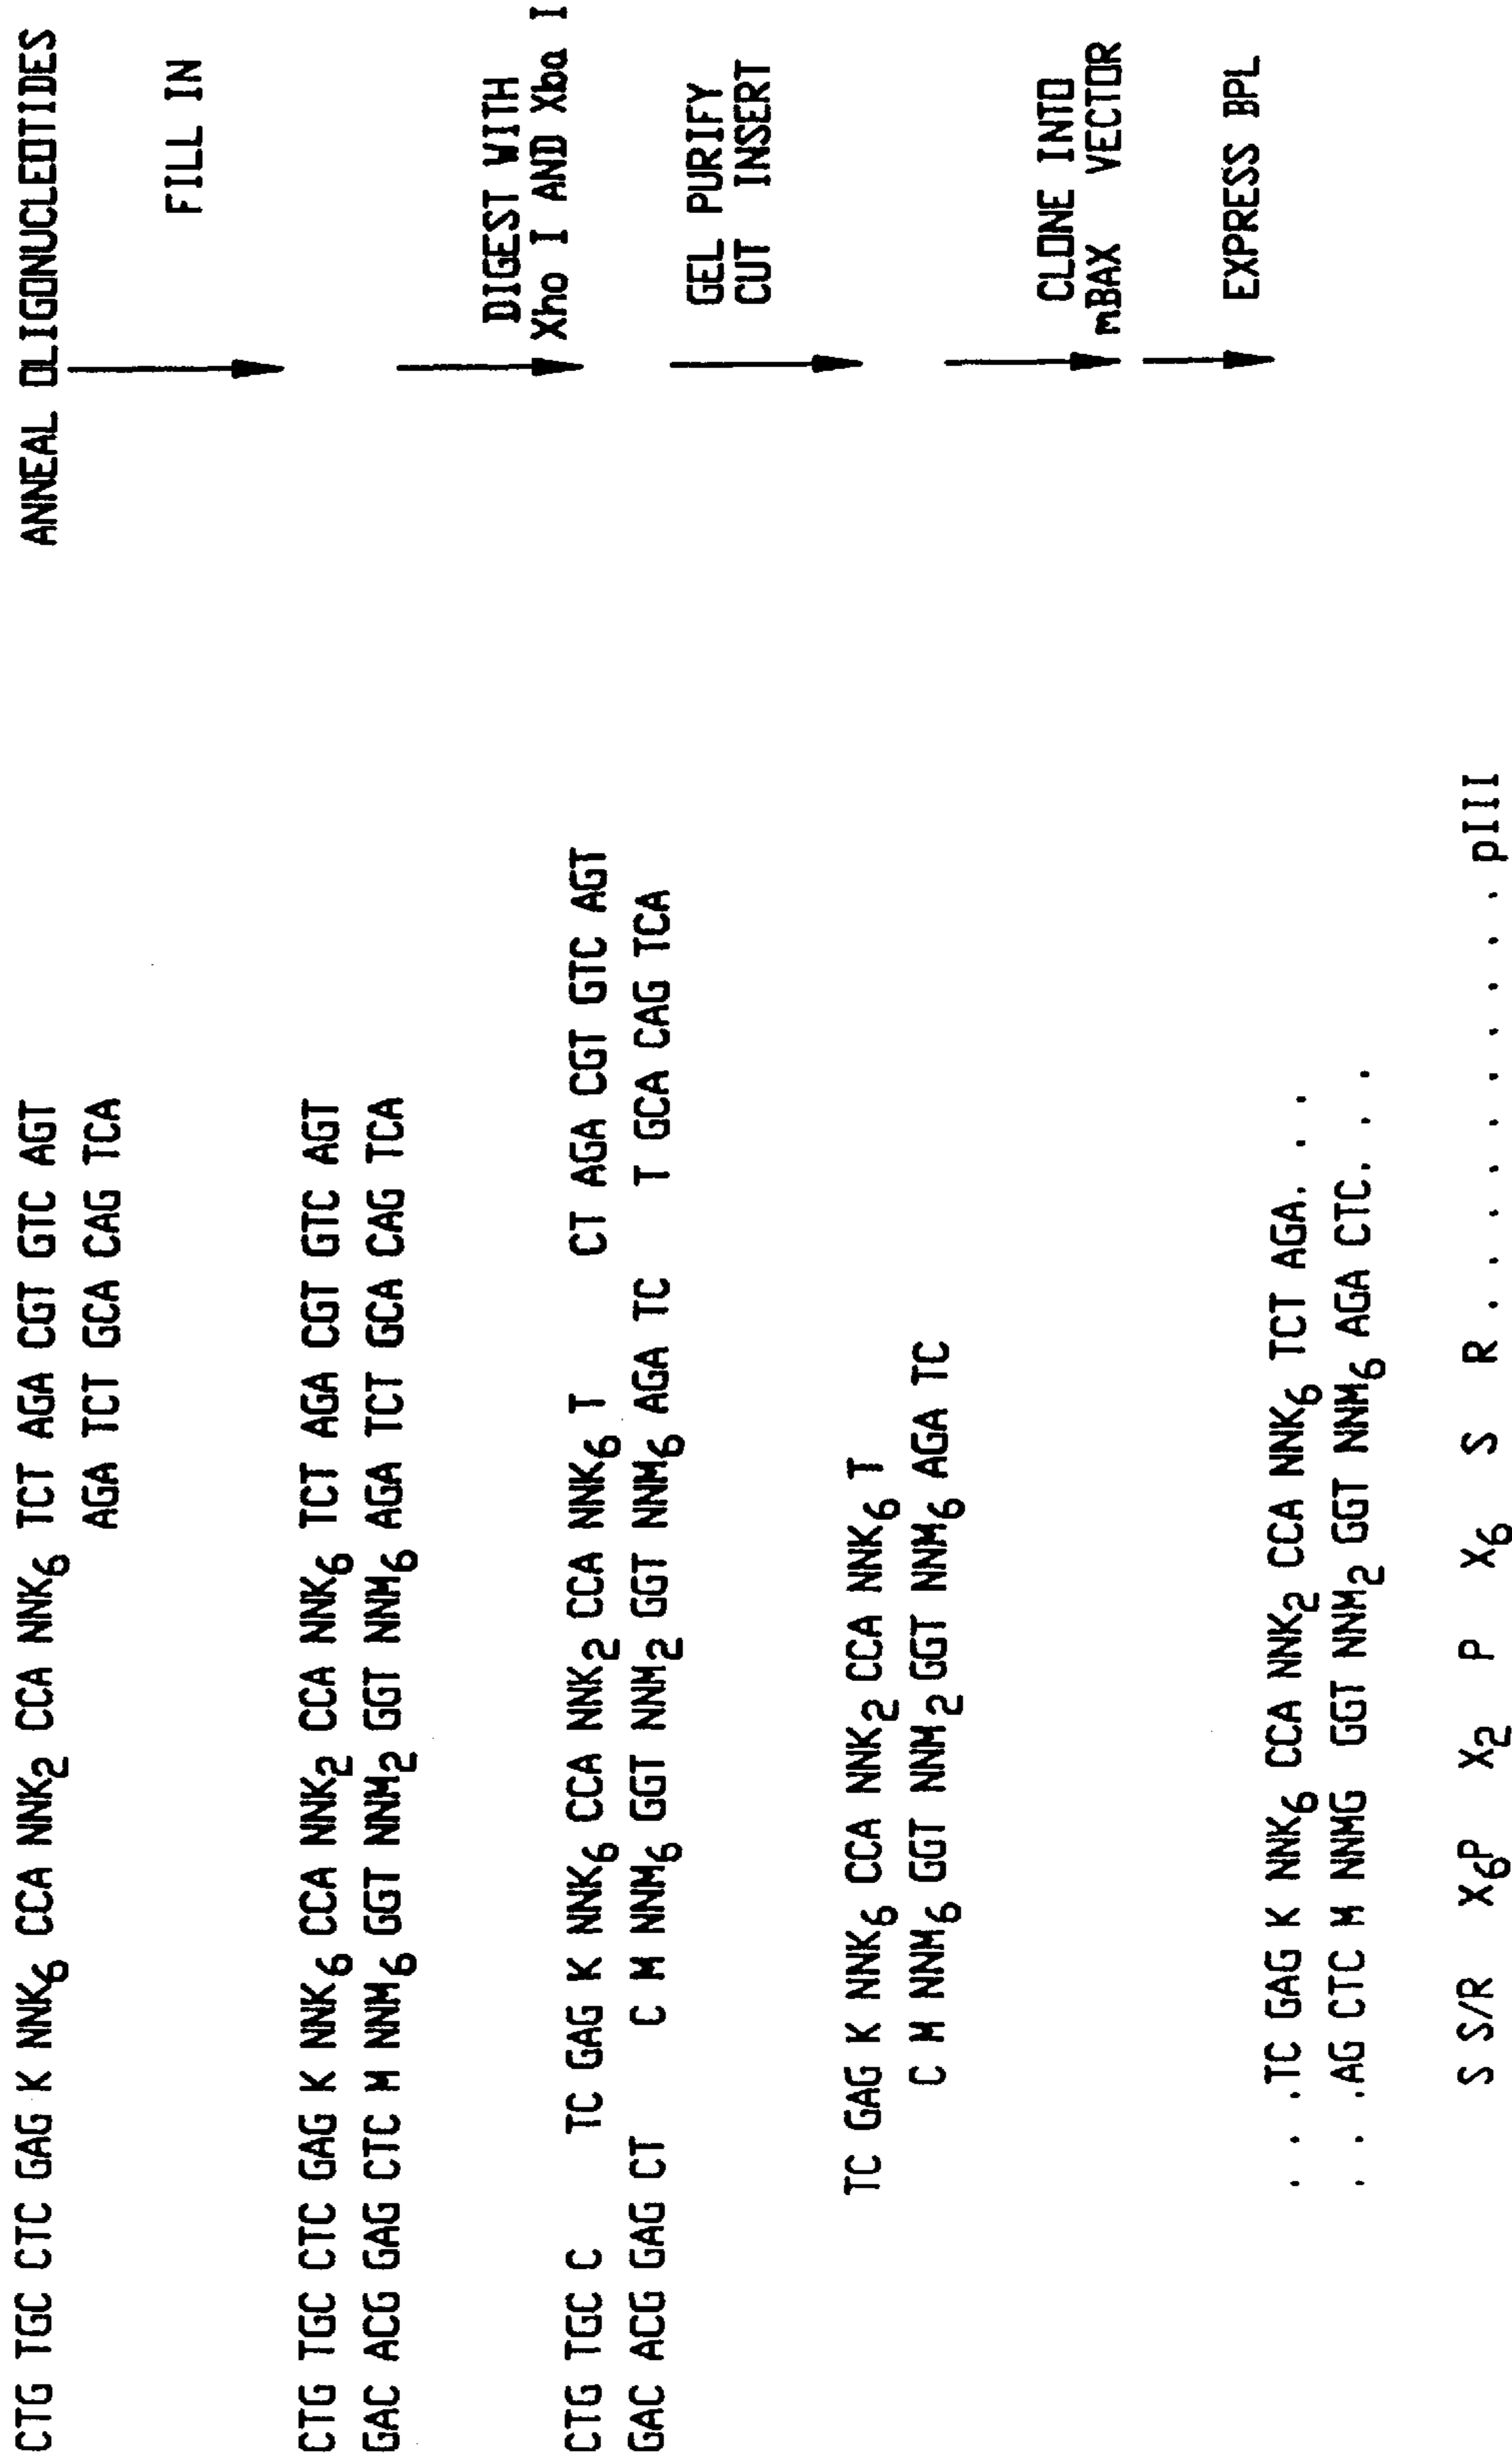 CTG TGC CTC GAG K NNK6 CCA NNK2 CCA NNK6 TCT AGA CGT GTC AGT
AGA TCT GCA CAG TCA
ANNEAL OLIGONUCLEOTIDES
FILL IN
CTG TGC CTC GAG K NNK6 CCA NNK2 CCA NNK6 TCT AGA CGT GTC AGT
GAC ACG GAG CTC M NNM6 GGT NNM2 GGT NNM6 AGA TCT GCA CAG TCA
DIGEST WITH
Xho I AND Xba I
CTG TGC C TC GAG K NNK6 CCA NNK2 CCA NNK6 T CT AGA CGT GTC AGT
GAC ACG GAG CT C M NNM6 GGT NNM2 GGT NNM6 AGA TC T GCA CAG TCA
GEL PURIFY
CUT INSERT
TC GAG K NNK6 CCA NNK2 CCA NNK6 T
C M NNM6 GGT NNM2 GGT NNM6 AGA TC
CLONE INTO
mBAX VECTOR
EXPRESS BPL
. . .TC GAG K NNK6 CCA NNK2 CCA NNK6 TCT AGA. . .
. . .AG CTC M NNMG GGT NNM2 GGT NNM6 AGA CTC. . .
S S/R X6P X2 P X6 S R . . . . . . . . . . pIII